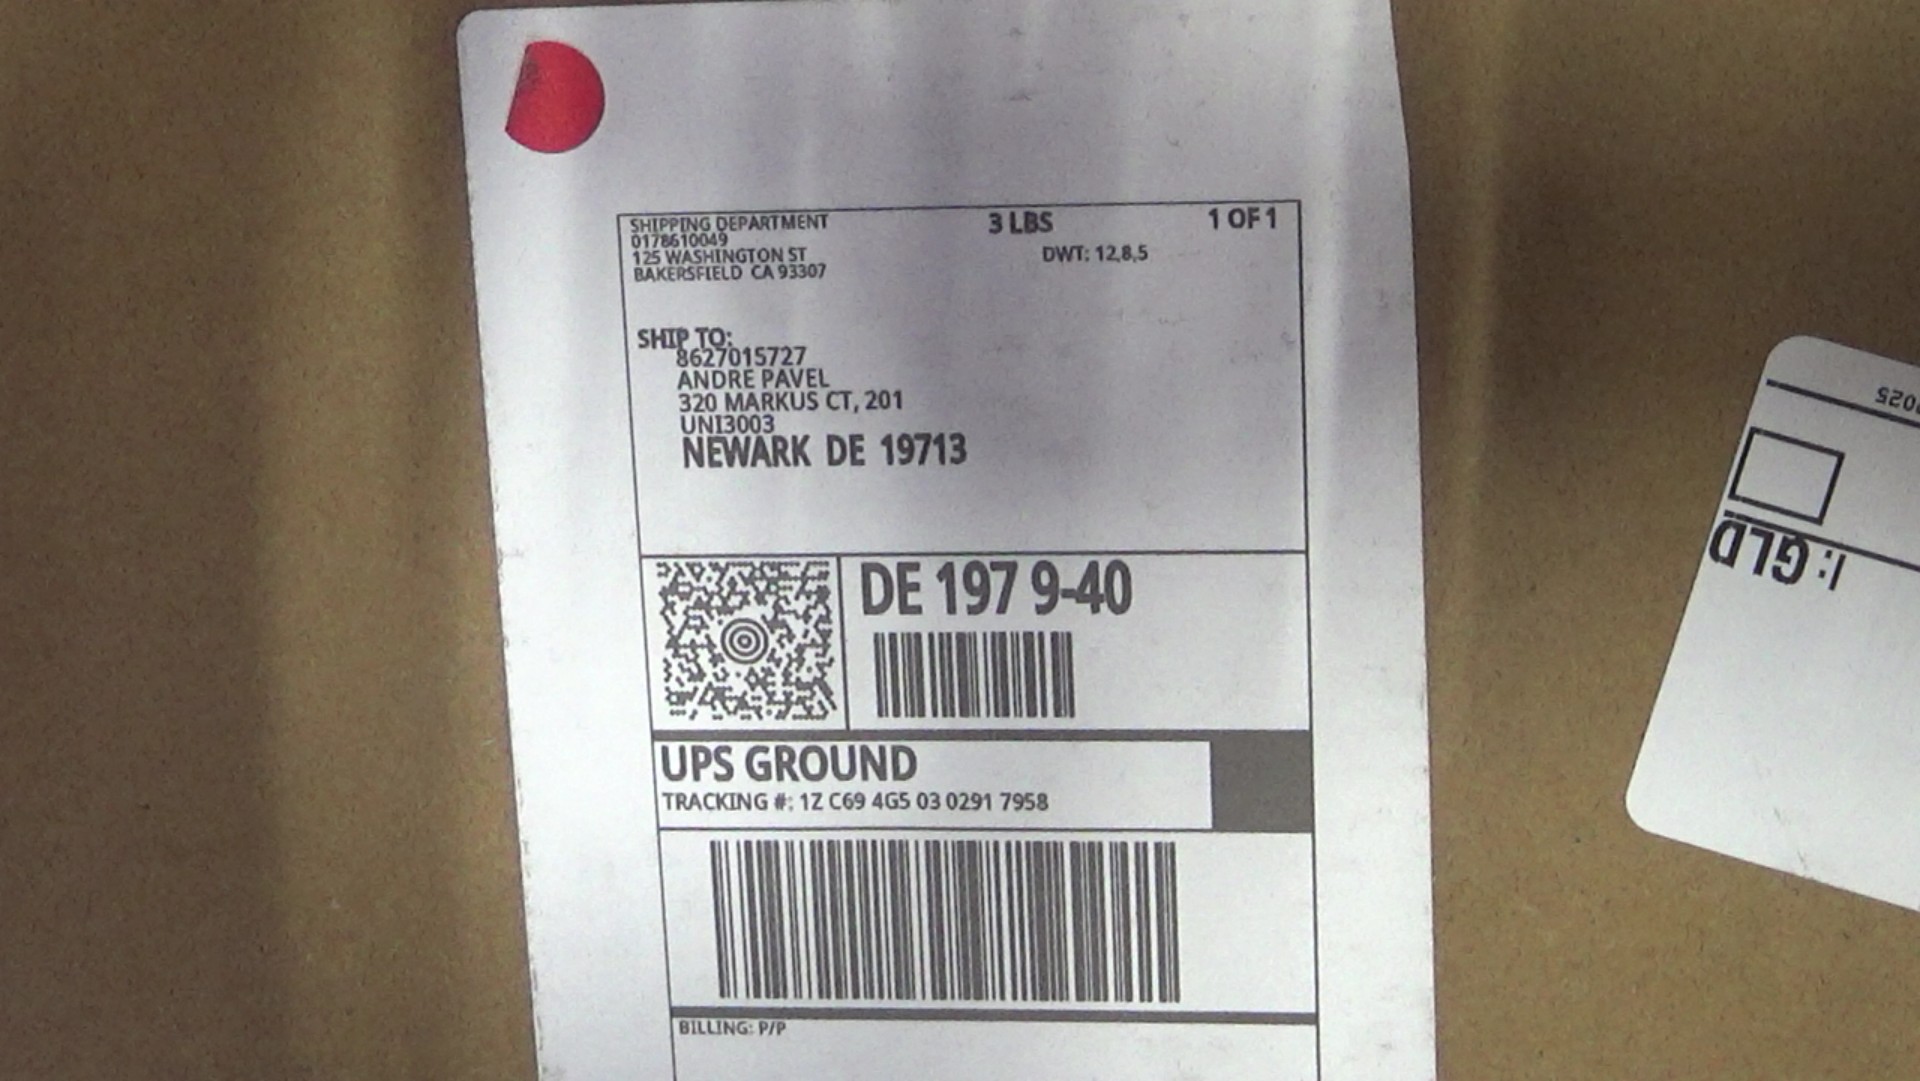 SHIPPING DEPARTMENT
0178610049
125 WASHINGTON ST
BAKERSFIELD CA 93307
3 LBS
1 OF 1
DWT: 12,8,5
SHIP TO:
8627015727
ANDRE PAVEL
320 MARKUS CT, 201
UNI3003
NEWARK DE 19713
DE 197 9-40
UPS GROUND
TRACKING #: 1Z C69 4G5 03 0291 7958
BILLING: P/P
I: GLD